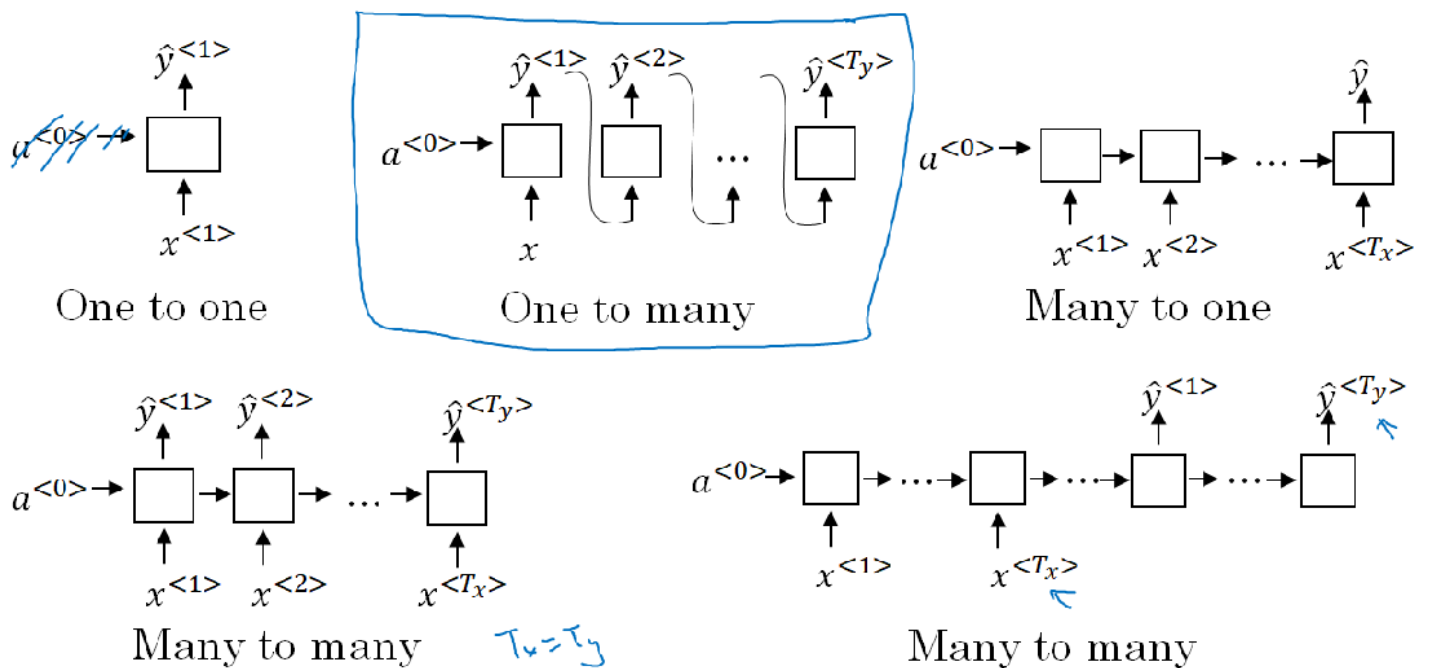 ŷ<1> ŷ<1> ŷ<2> ŷ<Ty> ŷ
a<0> a<0> ... a<0> ...
x<1> x x<1> x<2> x<Tx>
One to one One to many Many to one
ŷ<1> ŷ<2> ŷ<Ty> ŷ<1> ŷ<Ty>
a<0> ... a<0> ... ... ...
x<1> x<2> x<Tx> x<1> x<Tx>
Many to many Tx=Ty Many to many